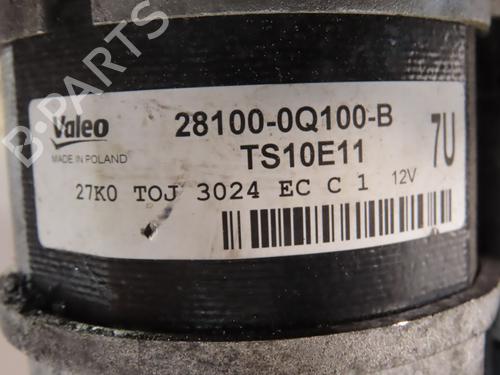 Valeo
MADE IN POLAND
28100-0Q100-B
TS10E11
7U
27K0 TOJ 3024 EC C 1 12V
B-PARTS